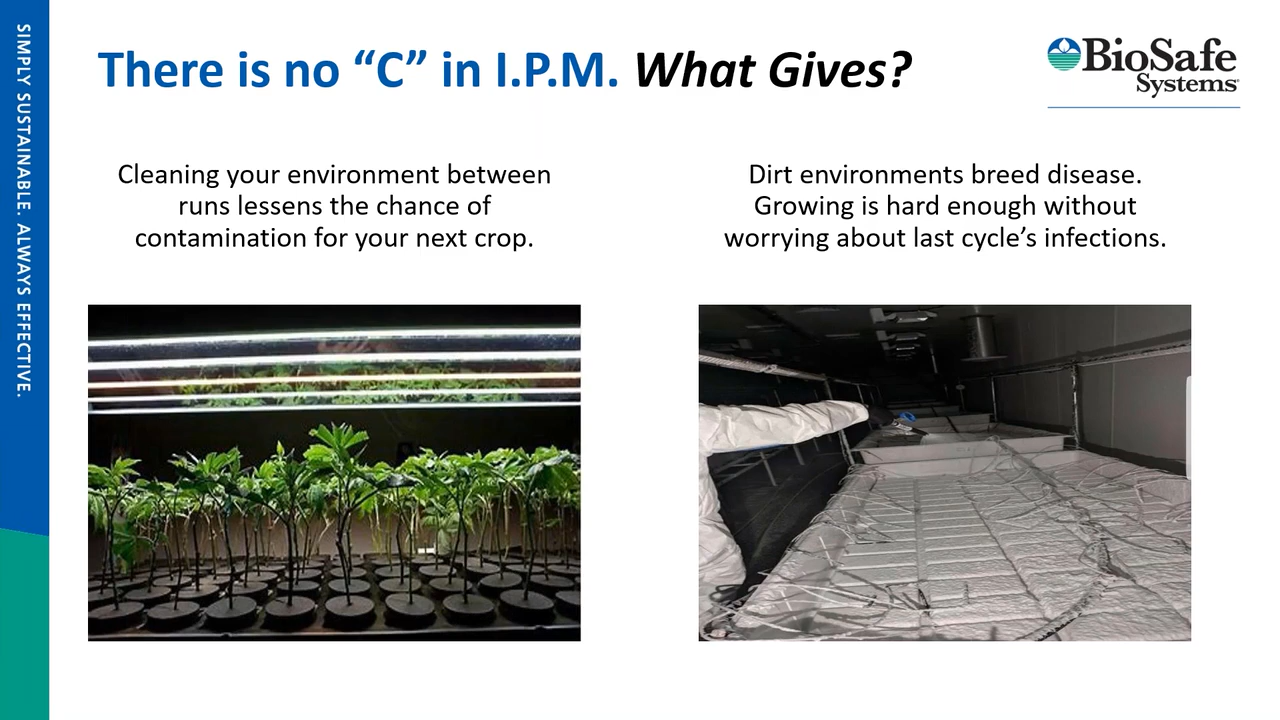 There is no “C” in I.P.M. What Gives?
BioSafe
Systems
SIMPLY SUSTAINABLE. ALWAYS EFFECTIVE.
Cleaning your environment between
runs lessens the chance of
contamination for your next crop.
Dirt environments breed disease.
Growing is hard enough without
worrying about last cycle’s infections.